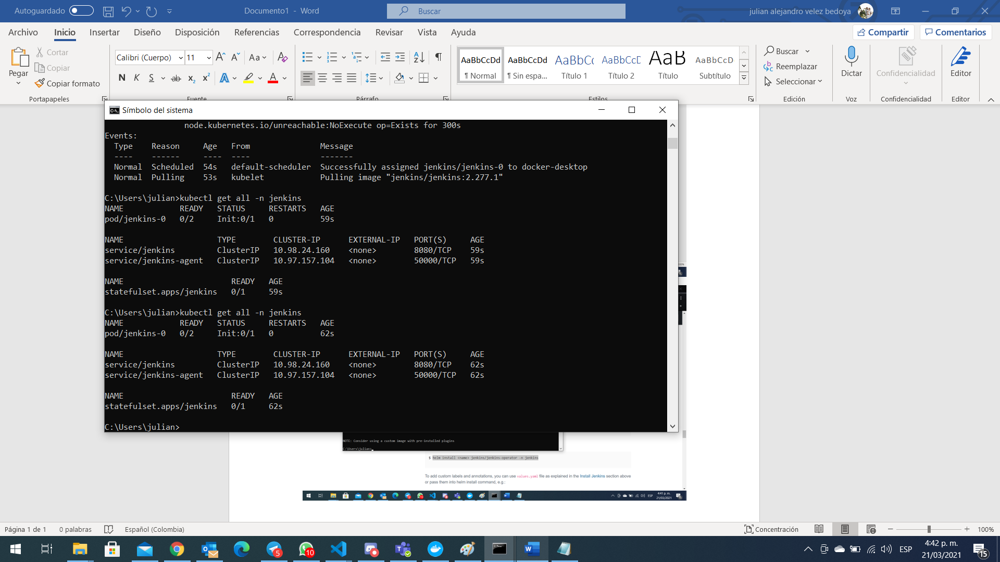 Autoguardado
Documento1 - Word
Buscar
julian alejandro velez bedoya
Archivo Inicio Insertar Diseño Disposición Referencias Correspondencia Revisar Vista Ayuda
Compartir Comentarios
Pegar
Cortar
Copiar
Copiar formato
Portapapeles
Calibri (Cuerpo) 11
Aa
N K S ab x₂ x² A A
Fuente
Párrafo
AaBbCcDd AaBbCcDd AaBbCc AaBbCcD AaB AaBbCcD
¶ Normal ¶ Sin espa... Título 1 Título 2 Título Subtítulo
Estilos
Buscar
Reemplazar
Seleccionar
Edición
Dictar
Voz
Confidencialidad
Confidencialidad
Editor
Editor
Símbolo del sistema
node.kubernetes.io/unreachable:NoExecute op=Exists for 300s
Events:
Type Reason Age From Message
---- ------ ---- ---- -------
Normal Scheduled 54s default-scheduler Successfully assigned jenkins/jenkins-0 to docker-desktop
Normal Pulling 53s kubelet Pulling image "jenkins/jenkins:2.277.1"
C:\Users\julian>kubectl get all -n jenkins
NAME READY STATUS RESTARTS AGE
pod/jenkins-0 0/2 Init:0/1 0 59s
NAME TYPE CLUSTER-IP EXTERNAL-IP PORT(S) AGE
service/jenkins ClusterIP 10.98.24.160 <none> 8080/TCP 59s
service/jenkins-agent ClusterIP 10.97.157.104 <none> 50000/TCP 59s
NAME READY AGE
statefulset.apps/jenkins 0/1 59s
C:\Users\julian>kubectl get all -n jenkins
NAME READY STATUS RESTARTS AGE
pod/jenkins-0 0/2 Init:0/1 0 62s
NAME TYPE CLUSTER-IP EXTERNAL-IP PORT(S) AGE
service/jenkins ClusterIP 10.98.24.160 <none> 8080/TCP 62s
service/jenkins-agent ClusterIP 10.97.157.104 <none> 50000/TCP 62s
NAME READY AGE
statefulset.apps/jenkins 0/1 62s
C:\Users\julian>
NOTE: Consider using a custom image with pre-installed plugins
C:\Users\julian>
$ helm install <name> jenkins/jenkins-operator -n jenkins
To add custom labels and annotations, you can use values.yaml file as explained in the Install Jenkins section above
or pass them into helm install command, e.g.:
ESP
4:41 p. m.
21/03/2021
Página 1 de 1 0 palabras Español (Colombia)
Concentración
100%
5
10
ESP
4:42 p. m.
21/03/2021
15